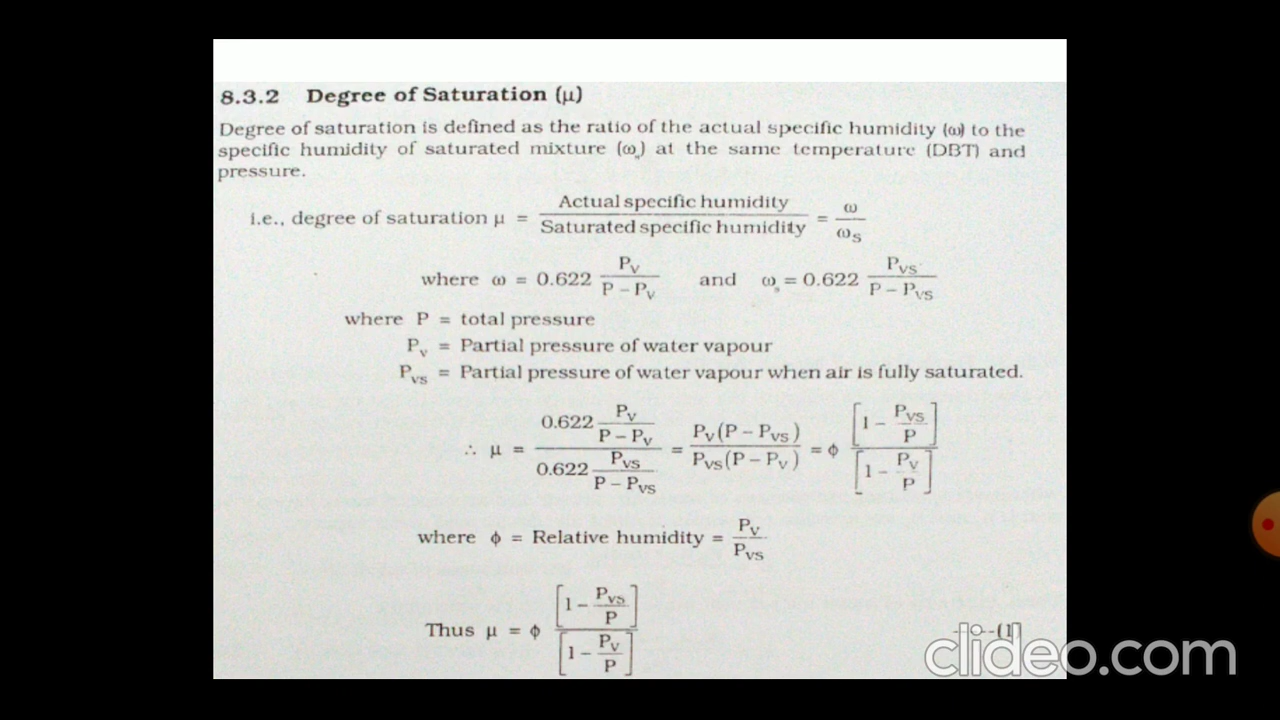 8.3.2 Degree of Saturation (μ)
Degree of saturation is defined as the ratio of the actual specific humidity (ω) to the
specific humidity of saturated mixture (ωs) at the same temperature (DBT) and
pressure.
i.e., degree of saturation μ = Actual specific humidity / Saturated specific humidity = ω / ωs
where ω = 0.622 Pv / (P – Pv) and ωs = 0.622 Pvs / (P – Pvs)
where P = total pressure
Pv = Partial pressure of water vapour
Pvs = Partial pressure of water vapour when air is fully saturated.
∴ μ = (0.622 Pv / (P – Pv)) / (0.622 Pvs / (P – Pvs)) = Pv (P – Pvs) / Pvs (P – Pv) = ϕ [1 – Pvs / P] / [1 – Pv / P]
where ϕ = Relative humidity = Pv / Pvs
Thus μ = ϕ [1 – Pvs / P] / [1 – Pv / P] ---(1)
clideo.com